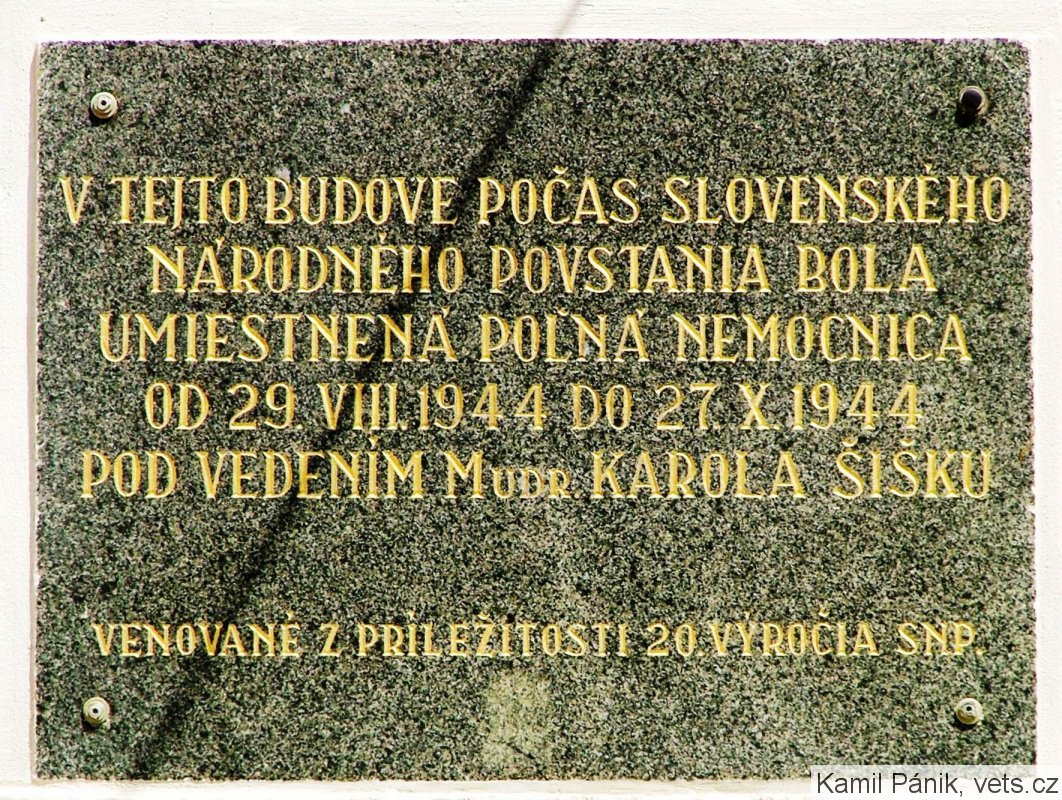 V TEJTO BUDOVE POČAS SLOVENSKÉHO
NÁRODNÉHO POVSTANIA BOLA
UMIESTNENÁ POĽNÁ NEMOCNICA
OD 29. VIII. 1944 DO 27. X. 1944
POD VEDENÍM MUDR. KAROLA ŠIŠKU
VENOVANÉ Z PRÍLEŽITOSTI 20. VÝROČIA SNP.
Kamil Pánik, vets.cz